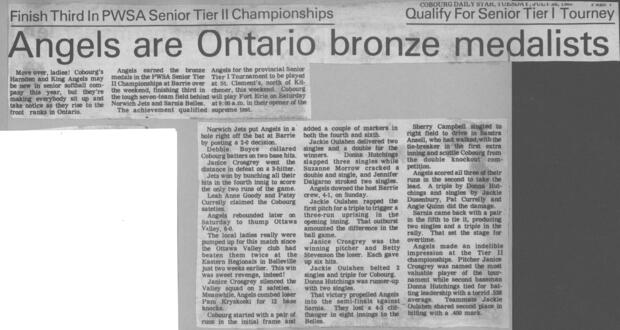 COBOURG DAILY STAR, TUESDAY, JULY
Finish Third In PWSA Senior Tier II Championships
Qualify For Senior Tier I Tourney
Angels are Ontario bronze medalists
Move over, ladies! Cobourg's
Harnden and King Angels may
be new in senior softball
company this year, but they're
making everybody sit up and
take notice as they rise to the
front ranks in Ontario.
Angels earned the bronze
medals in the PWSA Senior Tier
II Championships at Barrie over
the weekend, finishing third in
the tough seven-team field behind
Norwich Jets and Sarnia Belles.
The achievement qualified
Angels for the provincial Senior
Tier I Tournament to be played
at St. Clement's, north of Kit-
chener, this weekend. Cobourg
will play Fort Erie on Saturday
at 9:30 a.m. in their opener of the
supreme test.
Norwich Jets put Angels in a
hole right off the bat at Barrie
by posting a 2-0 decision.
Debbie Boyce collared
Cobourg batters on two base hits.
Janice Crosgrey went the
distance in defeat on a 3-hitter.
Jets won by bunching all their
hits in the fourth innig to score
the only two runs of the game.
Leah Anne Goody and Patsy
Currelly claimed the Cobourg
safeties.
Angels rebounded later on
Saturday to thump Ottawa
Valley, 6-0.
The local ladies really were
pumped up for this match since
the Ottawa Valley club had
beaten them twice at the
Eastern Regionals in Belleville
just two weeks earlier. This win
was sweet revenge, indeed!
Janice Crosgrey silenced the
Valley squad on 2 safeties.
Meanwhile, Angels combed loser
Pam Kryskoski for 12 base
knocks.
Cobourg started with a pair of
runs in the initial frame and
added a couple of markers in
both the fourth and sixth.
Jackie Oulahen delivered two
singles and a double for the
winners. Donna Hutchings
slapped three singles while
Suzanne Morrow cracked a
double and single, and Jennifer
Dalgarno stroked two singles.
Angels downed the host Barrie
crew, 4-1, on Sunday.
Jackie Oulahen rapped the
first pitch for a triple to trigger a
three-run uprising in the
opening inning. That outburst
amounted the difference in the
ball game.
Janice Crosgrey was the
winning pitcher and Betty
Stevenson the loser. Each gave
up six hits.
Jackie Oulahen belted 2
singles and triple for Cobourg.
Donna Hutchings was runner-up
with two singles.
That victory propelled Angels
into the semi-finals against
Sarnia. They lost a 4-3 cliff-
changer in eight innings to the
Belles.
Sherry Campbell singled to
right field to drive in Sandra
Ansell, who had walked, with the
tie-breaker in the first extra
inning and scuttle Cobourg from
the double knockout com-
petition.
Angels scored all three of their
runs in the second to take the
lead. A triple by Donna Hut-
chings and singles by Jackie
Dusenbury, Pat Currelly and
Angie Quinn did the damage.
Sarnia came back with a pair
in the fifth to tie it, producing
two singles and a triple in the
rally. That set the stage for
overtime.
Angels made an indelible
impression at the Tier II
championships. Pitcher Janice
Crosgrey was named the most
valuable player of the tour-
nament while second baseman
Donna Hutchings tied for bat-
ting leadership with a torrid .538
average. Teammate Jackie
Oulahen shared second place in
hitting with a .460 mark.